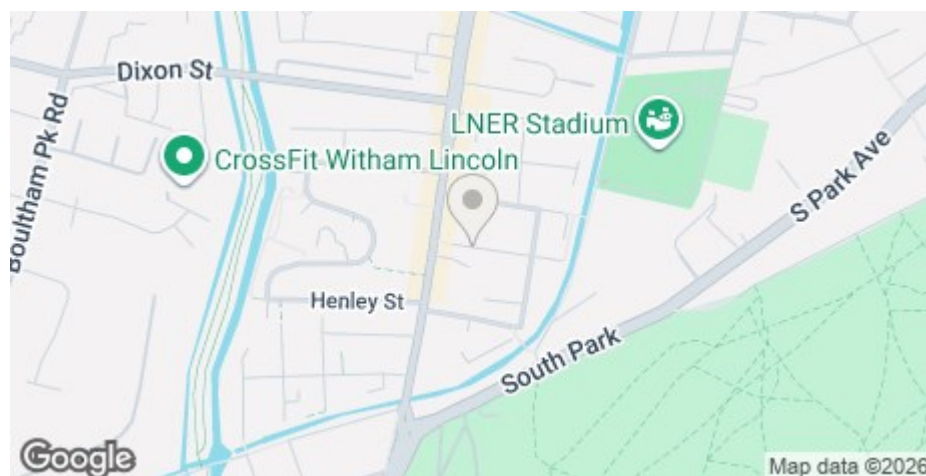 Dixon St
LNER Stadium
CrossFit Witham Lincoln
Boultham Pk Rd
S Park Ave
Henley St
South Park
Google
Map data ©2026